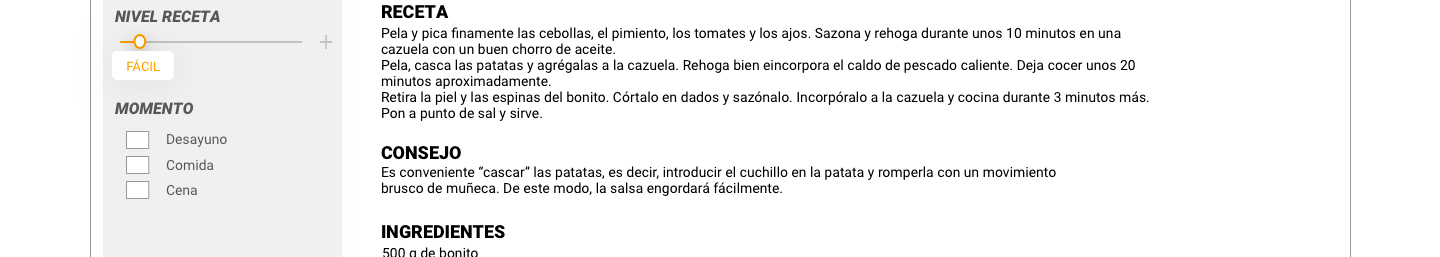 NIVEL RECETA
+
FÁCIL
MOMENTO
Desayuno
Comida
Cena
RECETA
Pela y pica finamente las cebollas, el pimiento, los tomates y los ajos. Sazona y rehoga durante unos 10 minutos en una
cazuela con un buen chorro de aceite.
Pela, casca las patatas y agrégalas a la cazuela. Rehoga bien eincorpora el caldo de pescado caliente. Deja cocer unos 20
minutos aproximadamente.
Retira la piel y las espinas del bonito. Córtalo en dados y sazónalo. Incorpóralo a la cazuela y cocina durante 3 minutos más.
Pon a punto de sal y sirve.
CONSEJO
Es conveniente “cascar” las patatas, es decir, introducir el cuchillo en la patata y romperla con un movimiento
brusco de muñeca. De este modo, la salsa engordará fácilmente.
INGREDIENTES
500 g de bonito